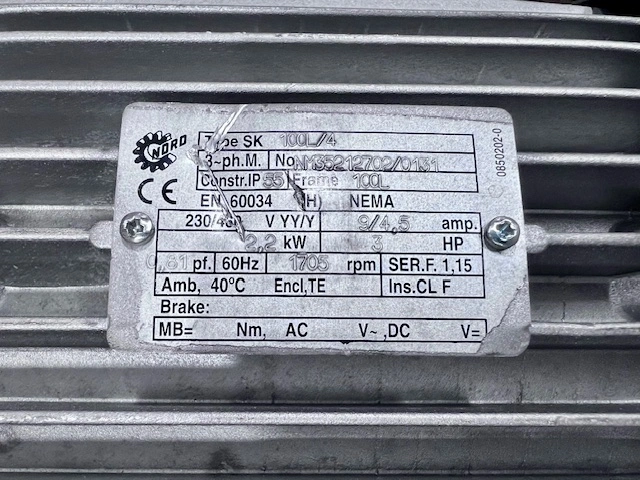 NORD
Type SK 100L/4
3~ph.M. No NM35212702/0131
Constr.IP 55 Frame 100L
CE
EN 60034 (H) NEMA
230/460 V YY/Y 9/4,5 amp.
2,2 kW 3 HP
0,81 pf. 60Hz 1705 rpm SER.F. 1,15
Amb, 40°C Encl,TE Ins.CL F
Brake:
MB= Nm, AC V~ ,DC V=
0850202-0